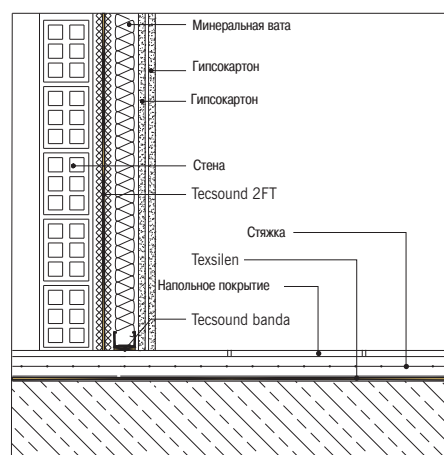 Минеральная вата
Гипсокартон
Гипсокартон
Стена
Tecsound 2FT
Стяжка
Texsilen
Напольное покрытие
Tecsound banda